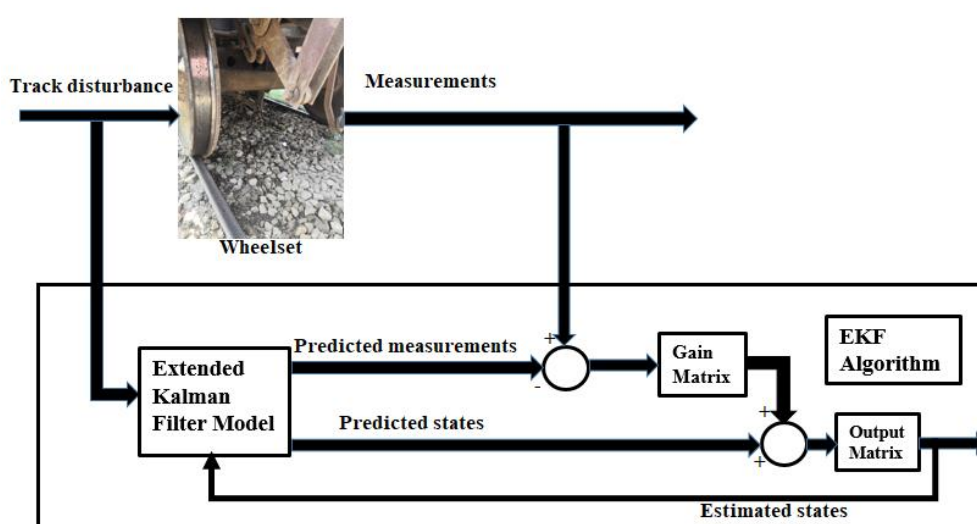 Track disturbance
Measurements
Wheelset
+
Predicted measurements
-
Gain
Matrix
EKF
Algorithm
Extended
Kalman
Filter Model
Predicted states
+
+
Output
Matrix
Estimated states